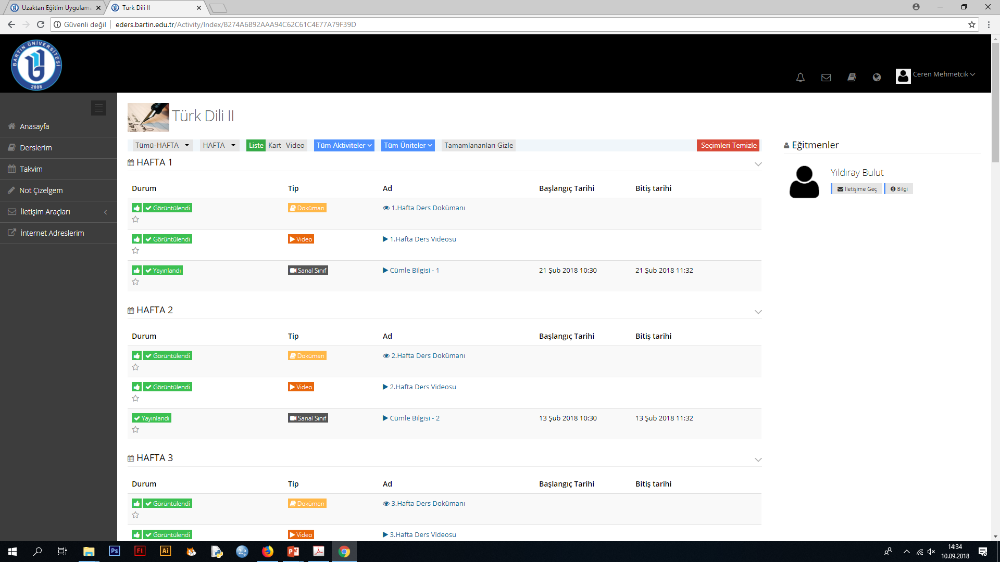 Uzaktan Eğitim Uygulama
Türk Dili II
Güvenli değil
eders.bartin.edu.tr/Activity/Index/B274A6B92AAA94C62C61C4E77A79F39D
BARTIN ÜNİVERSİTESİ
2008
Ceren Mehmetcik
Anasayfa
Derslerim
Takvim
Not Çizelgem
İletişim Araçları
İnternet Adreslerim
Türk Dili II
Tümü-HAFTA HAFTA Liste Kart Video Tüm Aktiviteler Tüm Üniteler Tamamlananları Gizle Seçimleri Temizle
HAFTA 1
Durum Tip Ad Başlangıç Tarihi Bitiş tarihi
Görüntülendi Doküman 1.Hafta Ders Dokümanı
Görüntülendi Video 1.Hafta Ders Videosu
Yayınlandı Sanal Sınıf Cümle Bilgisi - 1 21 Şub 2018 10:30 21 Şub 2018 11:32
HAFTA 2
Durum Tip Ad Başlangıç Tarihi Bitiş tarihi
Görüntülendi Doküman 2.Hafta Ders Dokümanı
Görüntülendi Video 2.Hafta Ders Videosu
Yayınlandı Sanal Sınıf Cümle Bilgisi - 2 13 Şub 2018 10:30 13 Şub 2018 11:32
HAFTA 3
Durum Tip Ad Başlangıç Tarihi Bitiş tarihi
Görüntülendi Doküman 3.Hafta Ders Dokümanı
Görüntülendi Video 3.Hafta Ders Videosu
Eğitmenler
Yıldıray Bulut
İletişime Geç Bilgi
Ps Fl Ai
14:34
10.09.2018